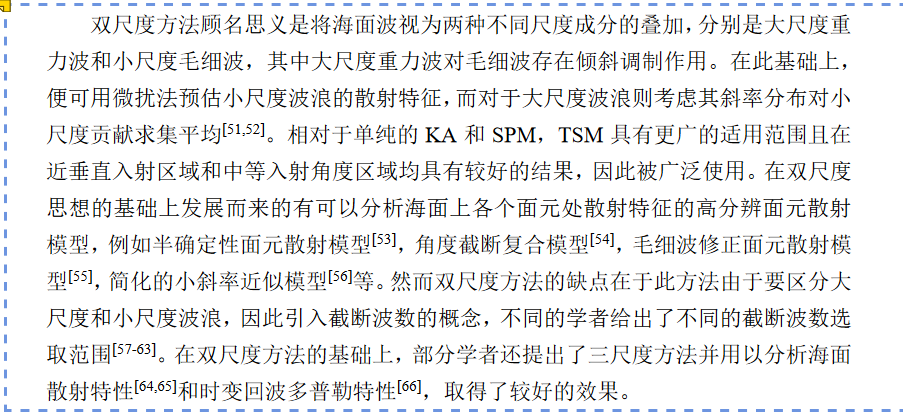 双尺度方法顾名思义是将海面波视为两种不同尺度成分的叠加，分别是大尺度重
力波和小尺度毛细波，其中大尺度重力波对毛细波存在倾斜调制作用。在此基础上，
便可用微扰法预估小尺度波浪的散射特征，而对于大尺度波浪则考虑其斜率分布对小
尺度贡献求集平均[51,52]。相对于单纯的 KA 和 SPM，TSM 具有更广的适用范围且在
近垂直入射区域和中等入射角度区域均具有较好的结果，因此被广泛使用。在双尺度
思想的基础上发展而来的有可以分析海面上各个面元处散射特征的高分辨面元散射
模型，例如半确定性面元散射模型[53]，角度截断复合模型[54]，毛细波修正面元散射模
型[55]，简化的小斜率近似模型[56]等。然而双尺度方法的缺点在于此方法由于要区分大
尺度和小尺度波浪，因此引入截断波数的概念，不同的学者给出了不同的截断波数选
取范围[57-63]。在双尺度方法的基础上，部分学者还提出了三尺度方法并用以分析海面
散射特性[64,65]和时变回波多普勒特性[66]，取得了较好的效果。